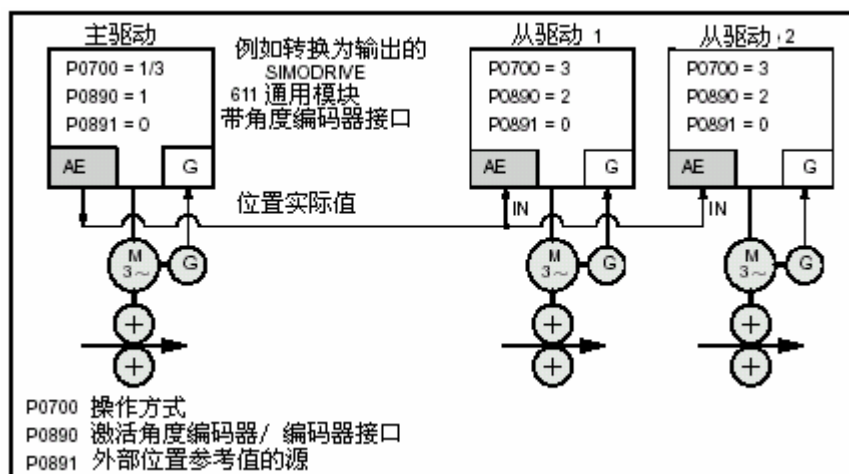 主驱动
例如转换为输出的
SIMODRIVE
611 通用模块
带角度编码器接口
从驱动 1
从驱动 2
P0700 = 1/3
P0890 = 1
P0891 = 0
P0700 = 3
P0890 = 2
P0891 = 0
P0700 = 3
P0890 = 2
P0891 = 0
AE
G
AE
G
AE
G
位置实际值
IN
IN
M
3~
G
M
3~
G
M
3~
G
+
+
+
+
+
+
P0700 操作方式
P0890 激活角度编码器/ 编码器接口
P0891 外部位置参考值的源